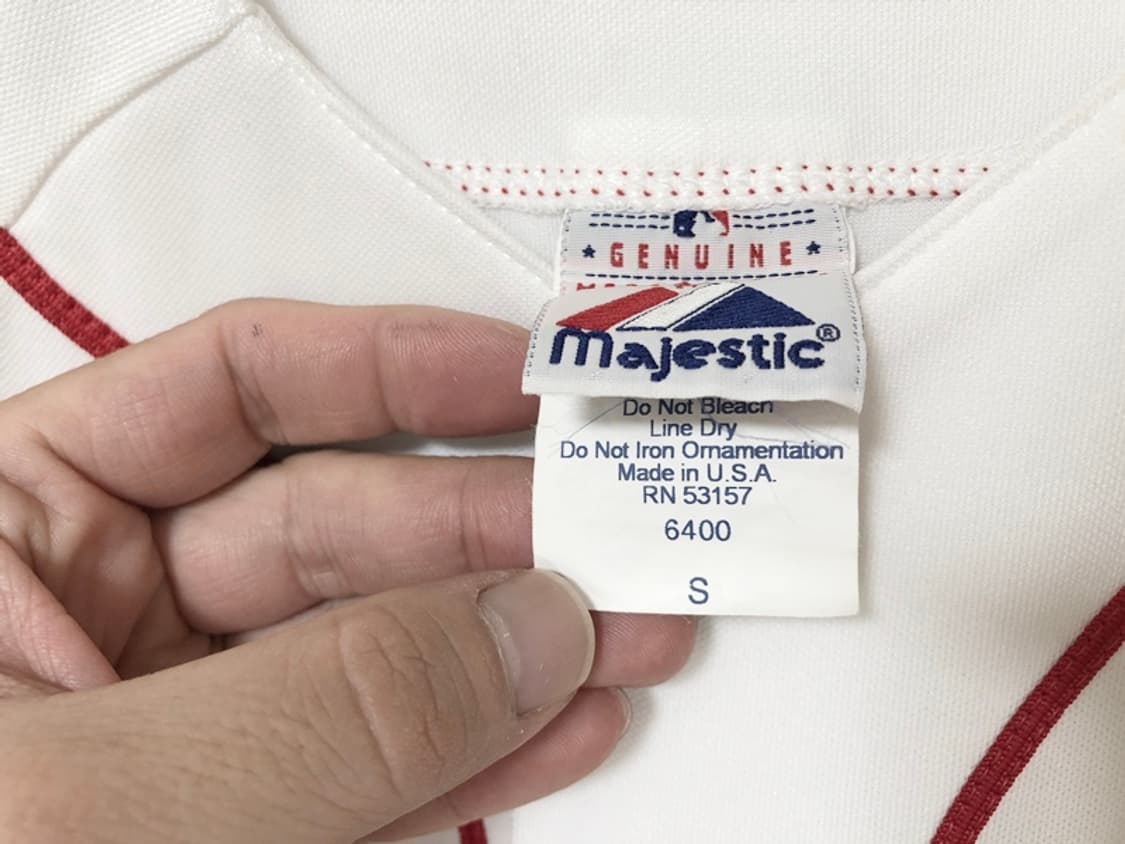 ★ GENUINE ★
Majestic®
Do Not Bleach
Line Dry
Do Not Iron Ornamentation
Made in U.S.A.
RN 53157
6400
S